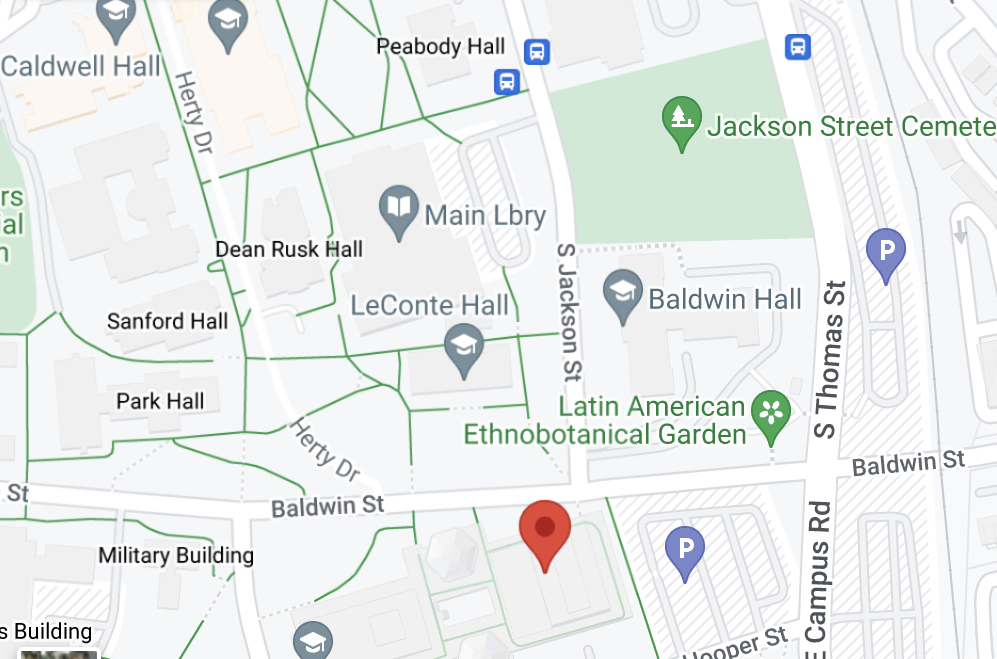 Caldwell Hall
Peabody Hall
Herty Dr
Jackson Street Cemete
rs
ial
n
Main Lbry
Dean Rusk Hall
S Jackson St
P
LeConte Hall
Baldwin Hall
Sanford Hall
S Thomas St
Park Hall
Latin American
Ethnobotanical Garden
Herty Dr
Baldwin St
St
Baldwin St
E Campus Rd
P
Military Building
s Building
Hooper St